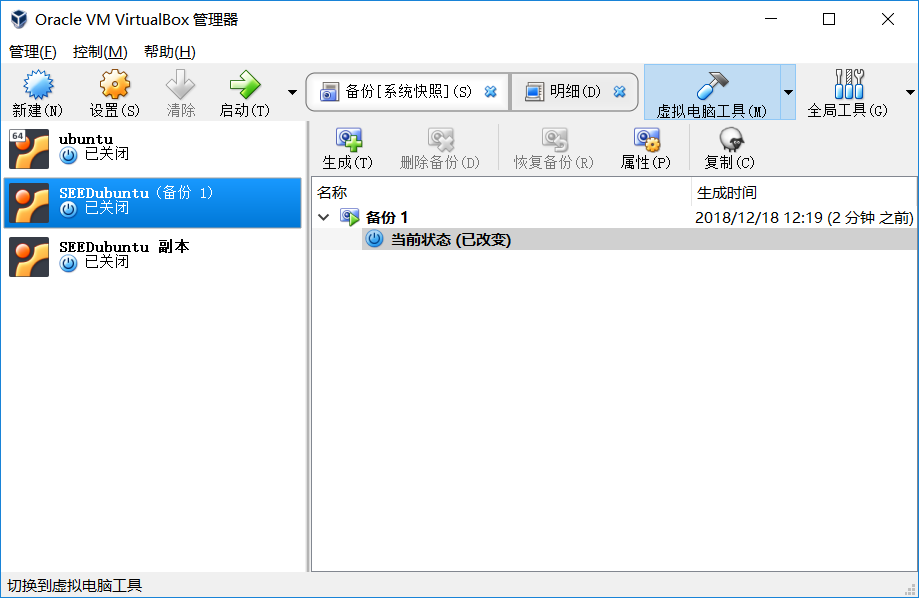 Oracle VM VirtualBox 管理器
管理(F) 控制(M) 帮助(H)
新建(N) 设置(S) 清除 启动(T) 备份[系统快照](S) 明细(D) 虚拟电脑工具(M) 全局工具(G)
64
ubuntu
已关闭
SEEDubuntu (备份 1)
已关闭
SEEDubuntu 副本
已关闭
生成(T) 删除备份(D) 恢复备份(R) 属性(P) 复制(C)
名称 生成时间
备份 1 2018/12/18 12:19 (2 分钟 之前)
当前状态 (已改变)
切换到虚拟电脑工具